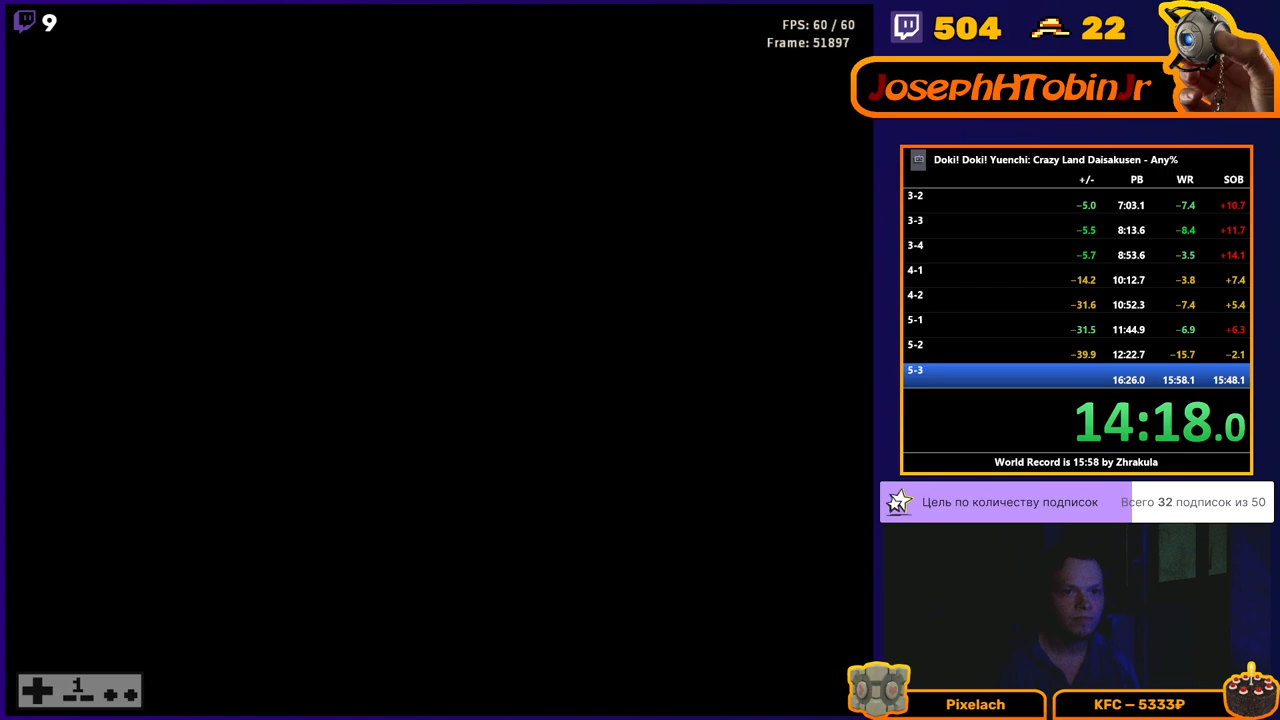 9
FPS: 60 / 60
Frame: 51897
504
22
JosephHTobinJr
Doki! Doki! Yuenchi: Crazy Land Daisakusen - Any%
+/- PB WR SOB
3-2
−5.0 7:03.1 −7.4 +10.7
3-3
−5.5 8:13.6 −8.4 +11.7
3-4
−5.7 8:53.6 −3.5 +14.1
4-1
−14.2 10:12.7 −3.8 +7.4
4-2
−31.6 10:52.3 −7.4 +5.4
5-1
−31.5 11:44.9 −6.9 +6.3
5-2
−39.9 12:22.7 −15.7 −2.1
5-3
16:26.0 15:58.1 15:48.1
14:18.0
World Record is 15:58 by Zhrakula
Цель по количеству подписок Всего 32 подписок из 50
1
Pixelach
KFC – 5333₽